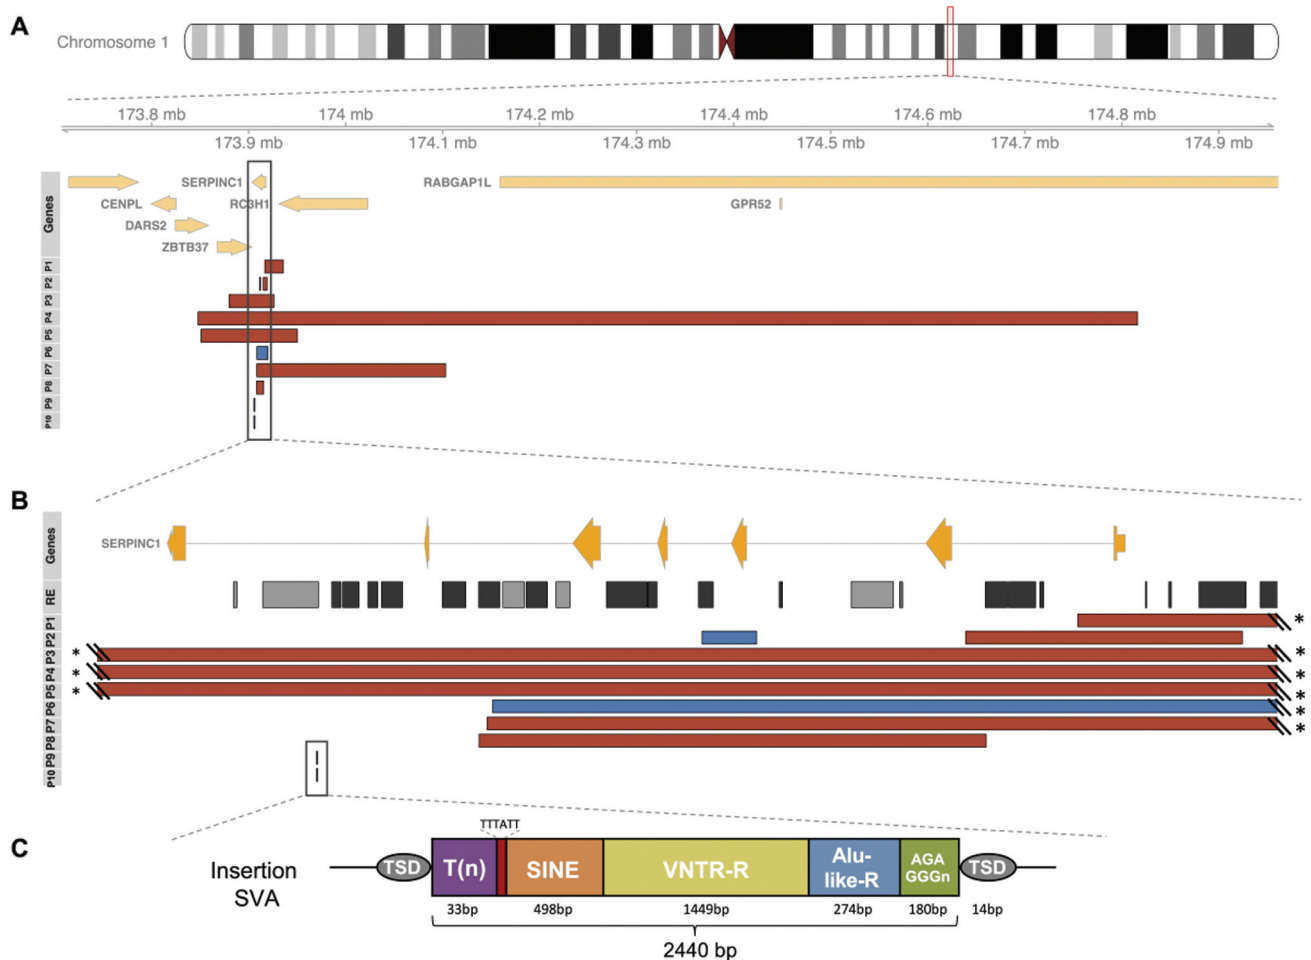 A
Chromosome 1
173.8 mb 174 mb 174.2 mb 174.4 mb 174.6 mb 174.8 mb
173.9 mb 174.1 mb 174.3 mb 174.5 mb 174.7 mb 174.9 mb
Genes
SERPINC1 RABGAP1L
CENPL RC3H1 GPR52
DARS2
ZBTB37
P1
P2
P3
P4
P5
P6
P7
P8
P9
P10
B
Genes
SERPINC1
RE
P1 *
P2
P3 * *
P4 * *
P5 * *
P6 *
P7 *
P8
P9
P10
C
TTTATT
Insertion
SVA
TSD T(n) SINE VNTR-R Alu-
like-R AGA
GGGn TSD
33bp 498bp 1449bp 274bp 180bp 14bp
2440 bp